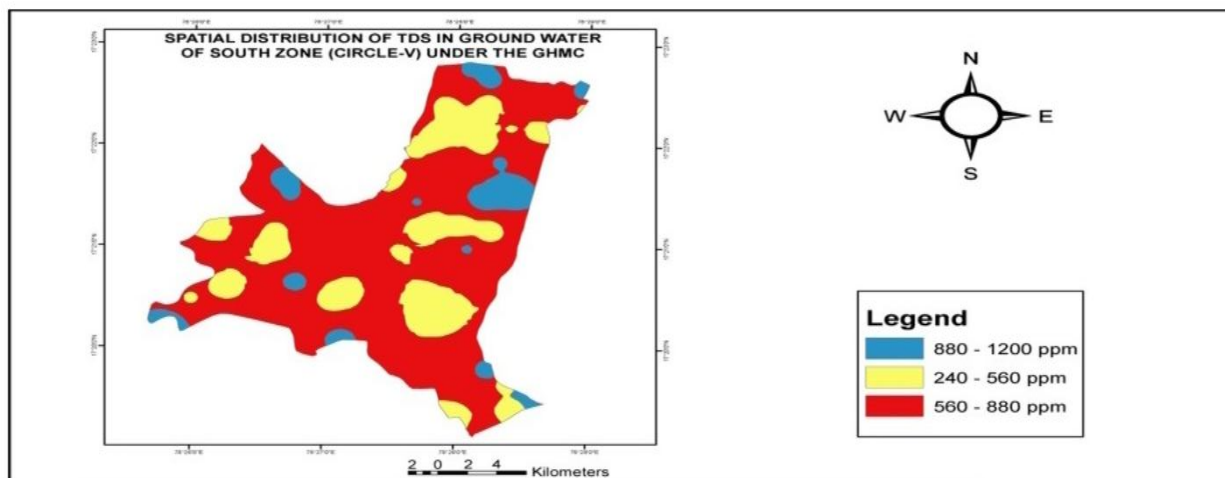 SPATIAL DISTRIBUTION OF TDS IN GROUND WATER
OF SOUTH ZONE (CIRCLE-V) UNDER THE GHMC
N
W
E
S
Legend
880 - 1200 ppm
240 - 560 ppm
560 - 880 ppm
2 0 2 4
Kilometers